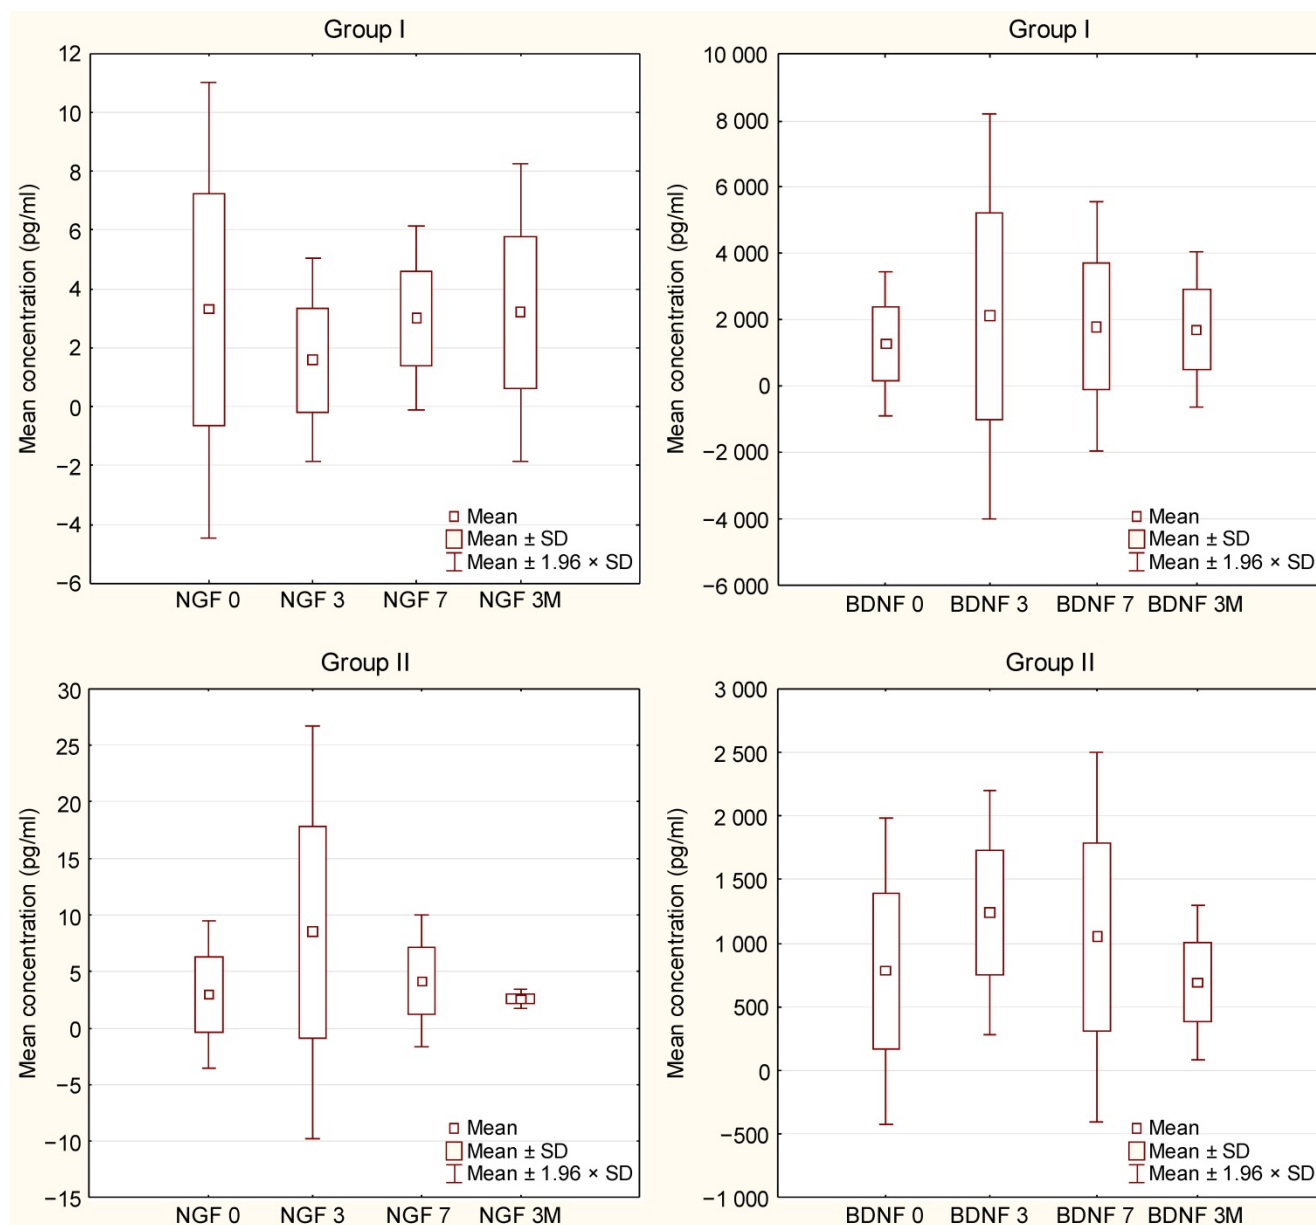 Group I
12
10
8
6
4
2
0
−2
−4
−6
Mean concentration (pg/ml)
Mean
Mean ± SD
Mean ± 1.96 × SD
NGF 0 NGF 3 NGF 7 NGF 3M
Group I
10 000
8 000
6 000
4 000
2 000
0
−2 000
−4 000
−6 000
Mean concentration (pg/ml)
Mean
Mean ± SD
Mean ± 1.96 × SD
BDNF 0 BDNF 3 BDNF 7 BDNF 3M
Group II
30
25
20
15
10
5
0
−5
−10
−15
Mean concentration (pg/ml)
Mean
Mean ± SD
Mean ± 1.96 × SD
NGF 0 NGF 3 NGF 7 NGF 3M
Group II
3 000
2 500
2 000
1 500
1 000
500
0
−500
−1 000
Mean concentration (pg/ml)
Mean
Mean ± SD
Mean ± 1.96 × SD
BDNF 0 BDNF 3 BDNF 7 BDNF 3M